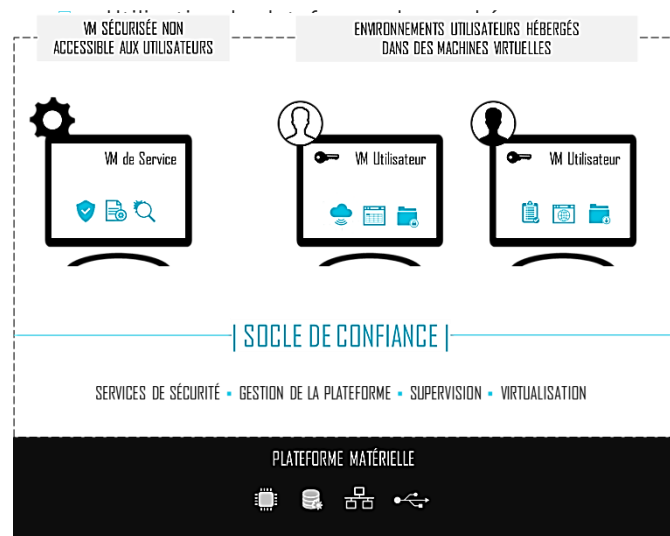 VM SÉCURISÉE NON
ACCESSIBLE AUX UTILISATEURS
ENVIRONNEMENTS UTILISATEURS HÉBERGÉS
DANS DES MACHINES VIRTUELLES
VM de Service
VM Utilisateur
VM Utilisateur
| SOCLE DE CONFIANCE |
SERVICES DE SÉCURITÉ • GESTION DE LA PLATEFORME • SUPERVISION • VIRTUALISATION
PLATEFORME MATÉRIELLE